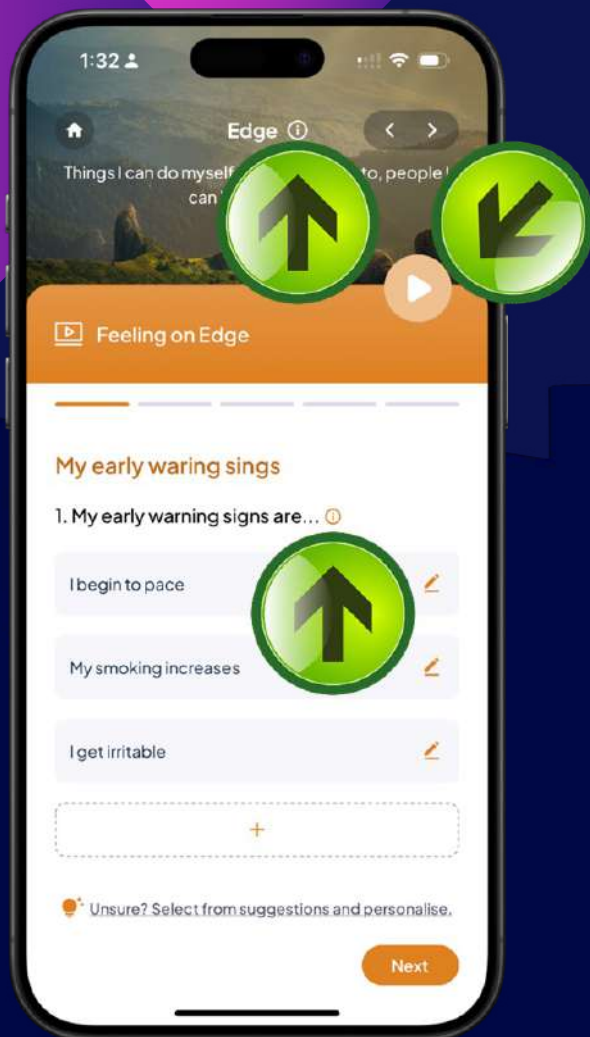 1:32
Edge
Things I can do myself to, people I
can
Feeling on Edge
My early waring sings
1. My early warning signs are...
I begin to pace
My smoking increases
I get irritable
+
Unsure? Select from suggestions and personalise.
Next